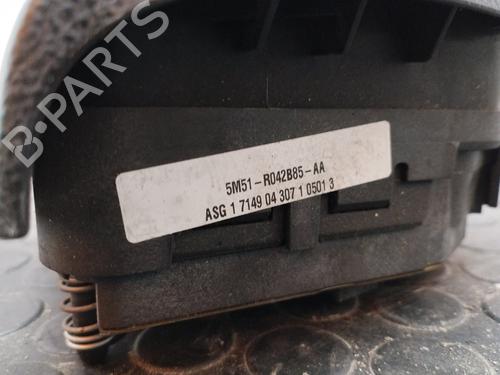 B-PARTS
5M51-R042B85-AA
ASG 1 7149 04 307 1 0501 3